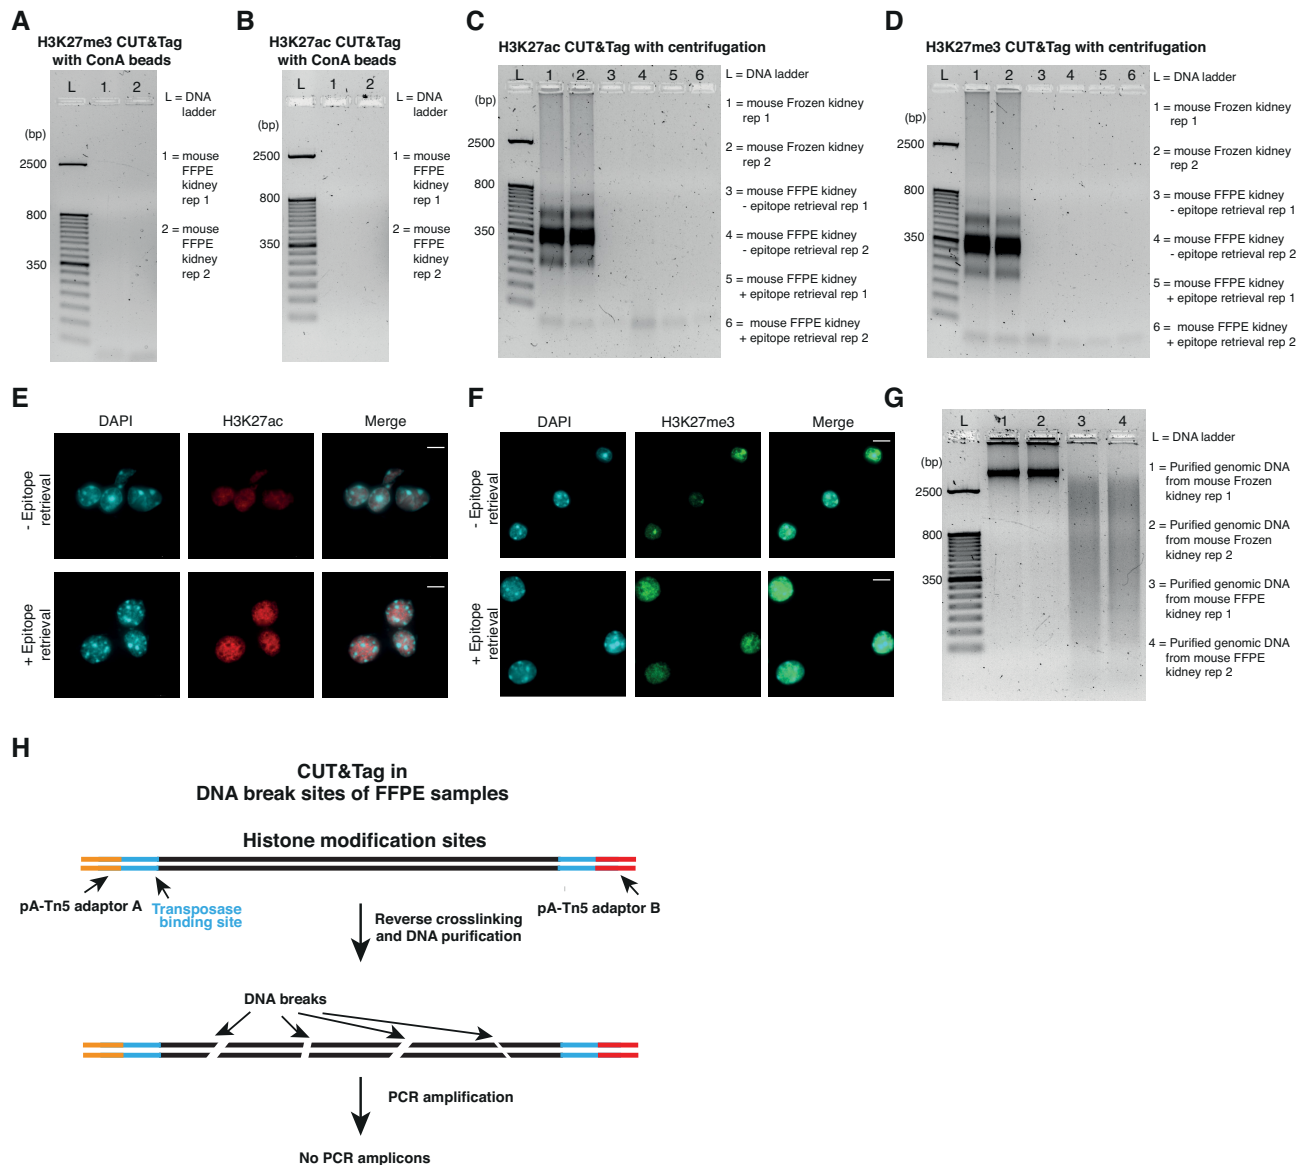 A
H3K27me3 CUT&Tag
with ConA beads
L 1 2
(bp)
2500
800
350
L = DNA
ladder
1 = mouse
FFPE
kidney
rep 1
2 = mouse
FFPE
kidney
rep 2
B
H3K27ac CUT&Tag
with ConA beads
L 1 2
(bp)
2500
800
350
L = DNA
ladder
1 = mouse
FFPE
kidney
rep 1
2 = mouse
FFPE
kidney
rep 2
C
H3K27ac CUT&Tag with centrifugation
L 1 2 3 4 5 6
(bp)
2500
800
350
L = DNA ladder
1 = mouse Frozen kidney
rep 1
2 = mouse Frozen kidney
rep 2
3 = mouse FFPE kidney
- epitope retrieval rep 1
4 = mouse FFPE kidney
- epitope retrieval rep 2
5 = mouse FFPE kidney
+ epitope retrieval rep 1
6 = mouse FFPE kidney
+ epitope retrieval rep 2
D
H3K27me3 CUT&Tag with centrifugation
L 1 2 3 4 5 6
(bp)
2500
800
350
L = DNA ladder
1 = mouse Frozen kidney
rep 1
2 = mouse Frozen kidney
rep 2
3 = mouse FFPE kidney
- epitope retrieval rep 1
4 = mouse FFPE kidney
- epitope retrieval rep 2
5 = mouse FFPE kidney
+ epitope retrieval rep 1
6 = mouse FFPE kidney
+ epitope retrieval rep 2
E
DAPI H3K27ac Merge
- Epitope
retrieval
+ Epitope
retrieval
F
DAPI H3K27me3 Merge
- Epitope
retrieval
+ Epitope
retrieval
G
L 1 2 3 4
(bp)
2500
800
350
L = DNA ladder
1 = Purified genomic DNA
from mouse Frozen
kidney rep 1
2 = Purified genomic DNA
from mouse Frozen
kidney rep 2
3 = Purified genomic DNA
from mouse FFPE
kidney rep 1
4 = Purified genomic DNA
from mouse FFPE
kidney rep 2
H
CUT&Tag in
DNA break sites of FFPE samples
Histone modification sites
pA-Tn5 adaptor A
Transposase
binding site
pA-Tn5 adaptor B
Reverse crosslinking
and DNA purification
DNA breaks
PCR amplification
No PCR amplicons